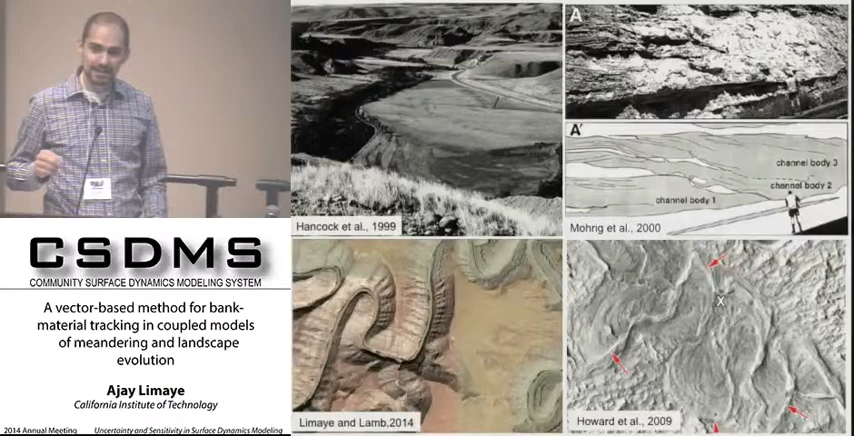 CSDMS
COMMUNITY SURFACE DYNAMICS MODELING SYSTEM
A vector-based method for bank-
material tracking in coupled models
of meandering and landscape
evolution
Ajay Limaye
California Institute of Technology
2014 Annual Meeting
Uncertainty and Sensitivity in Surface Dynamics Modeling
Hancock et al., 1999
A
A'
channel body 3
channel body 2
channel body 1
Mohrig et al., 2000
Limaye and Lamb,2014
X
Howard et al., 2009